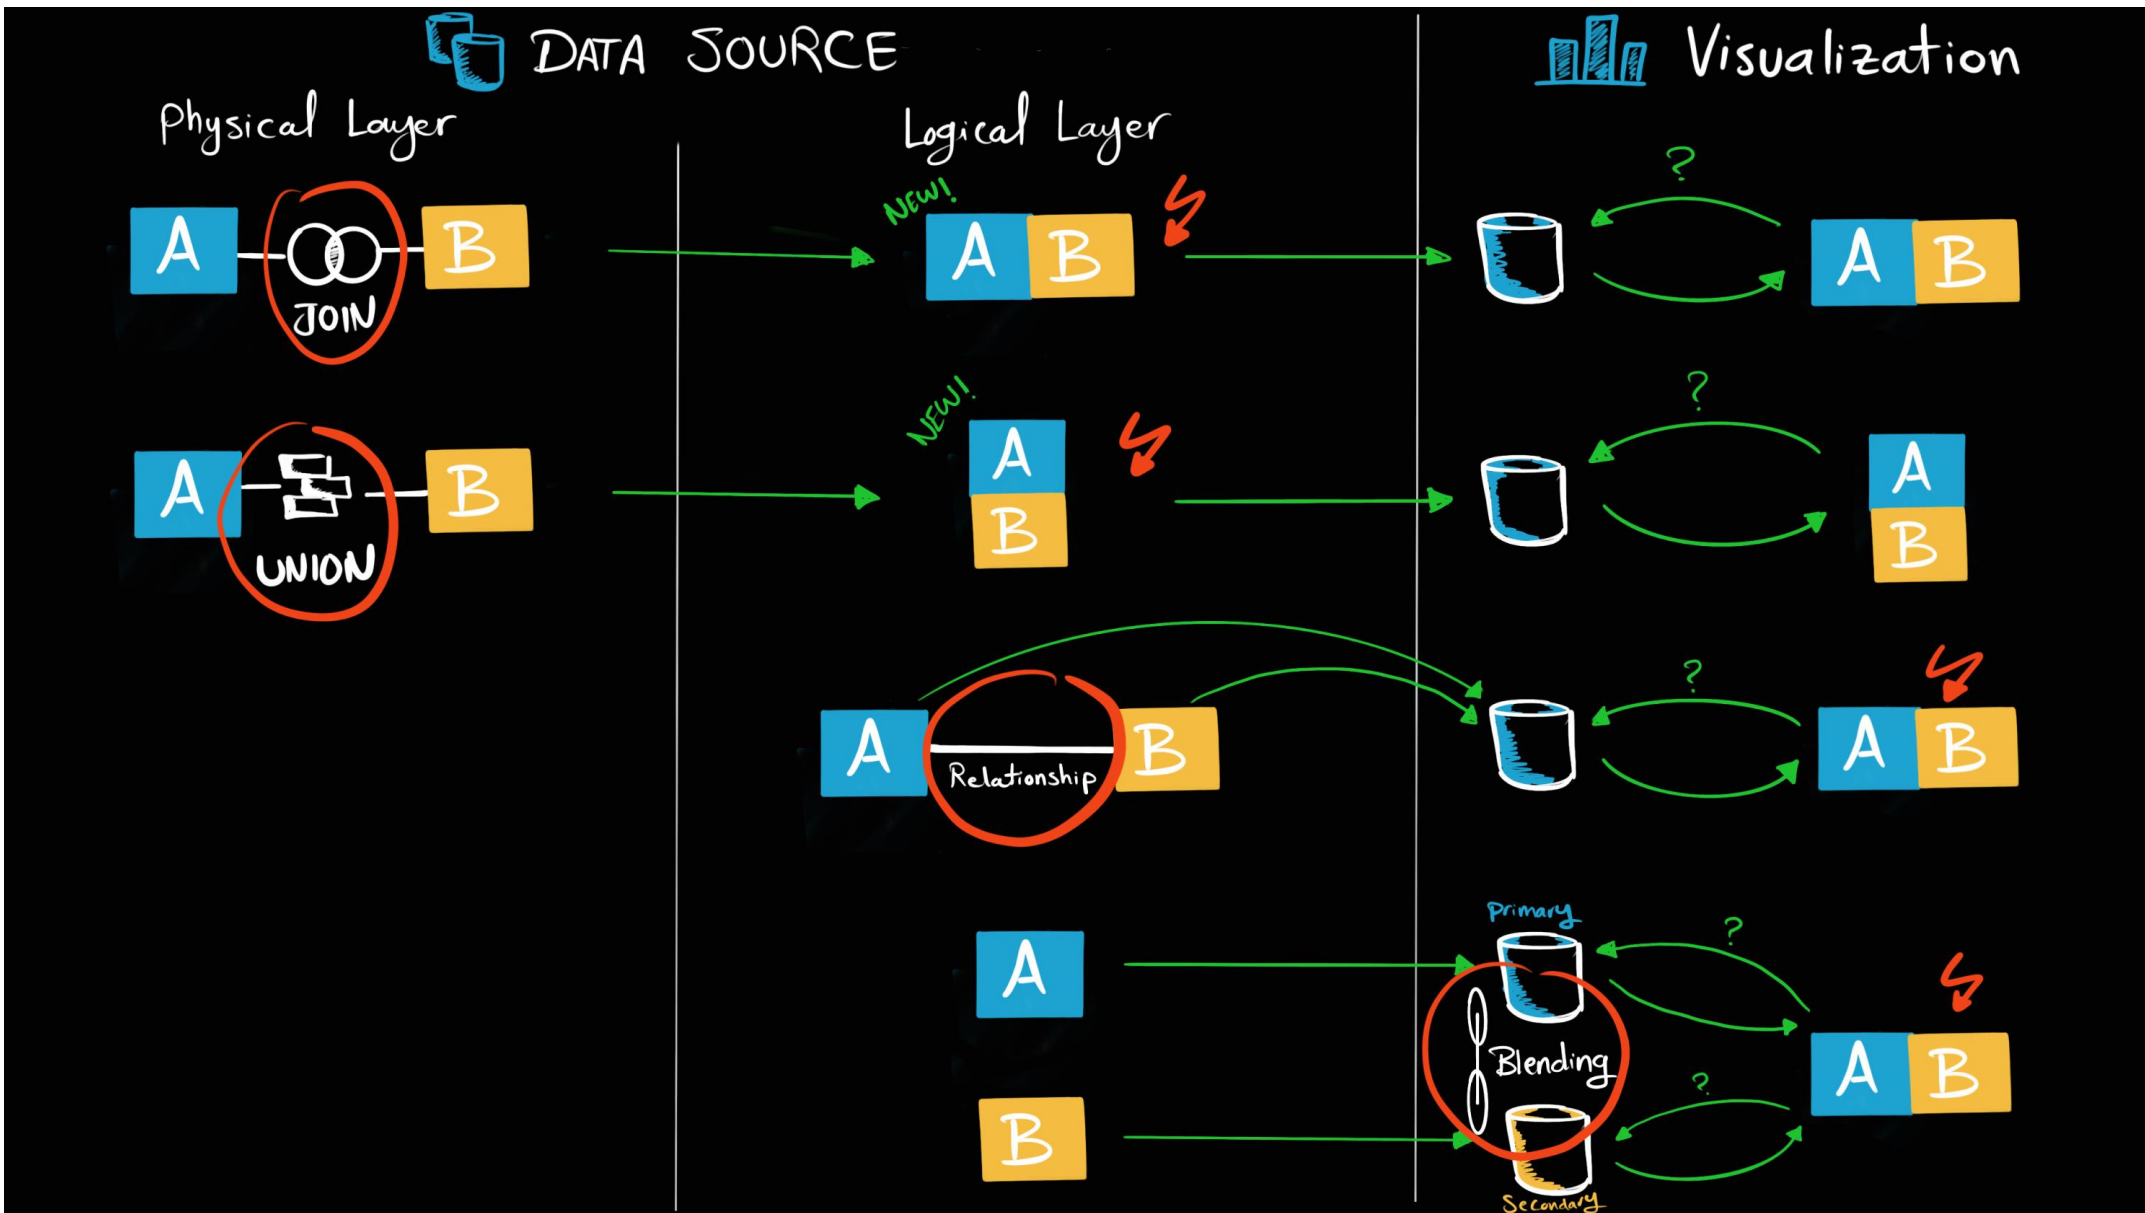 DATA SOURCE
Visualization
Physical Layer
Logical Layer
A
JOIN
B
NEW!
A B
?
A B
A
UNION
B
NEW!
A
B
?
A
B
A
Relationship
B
?
A B
A
B
Primary
Blending
Secondary
?
?
A B